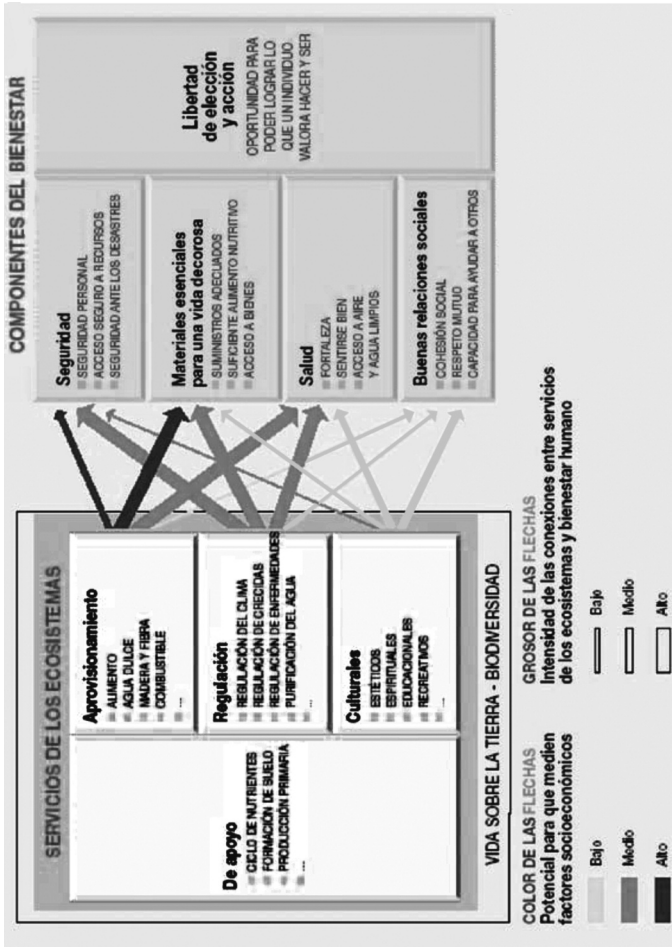 SERVICIOS DE LOS ECOSISTEMAS
De apoyo
CICLO DE NUTRIENTES
FORMACIÓN DE SUELO
PRODUCCIÓN PRIMARIA
...
Aprovisionamiento
ALIMENTO
AGUA DULCE
MADERA Y FIBRA
COMBUSTIBLE
...
Regulación
REGULACIÓN DEL CLIMA
REGULACIÓN DE CRECIDAS
REGULACIÓN DE ENFERMEDADES
PURIFICACIÓN DEL AGUA
...
Culturales
ESTÉTICOS
ESPIRITUALES
EDUCACIONALES
RECREATIVOS
...
VIDA SOBRE LA TIERRA - BIODIVERSIDAD
COMPONENTES DEL BIENESTAR
Seguridad
SEGURIDAD PERSONAL
ACCESO SEGURO A RECURSOS
SEGURIDAD ANTE LOS DESASTRES
Materiales esenciales
para una vida decorosa
SUMINISTROS ADECUADOS
SUFICIENTE ALIMENTO NUTRITIVO
ACCESO A BIENES
Salud
FORTALEZA
SENTIRSE BIEN
ACCESO A AIRE
Y AGUA LIMPIOS
Buenas relaciones sociales
COHESIÓN SOCIAL
RESPETO MUTUO
CAPACIDAD PARA AYUDAR A OTROS
Libertad
de elección
y acción
OPORTUNIDAD PARA
PODER LOGRAR LO
QUE UN INDIVIDUO
VALORA HACER Y SER
COLOR DE LAS FLECHAS
Potencial para que medien
factores socioeconómicos
Bajo
Medio
Alto
GROSOR DE LAS FLECHAS
Intensidad de las conexiones entre servicios
de los ecosistemas y bienestar humano
Bajo
Medio
Alto